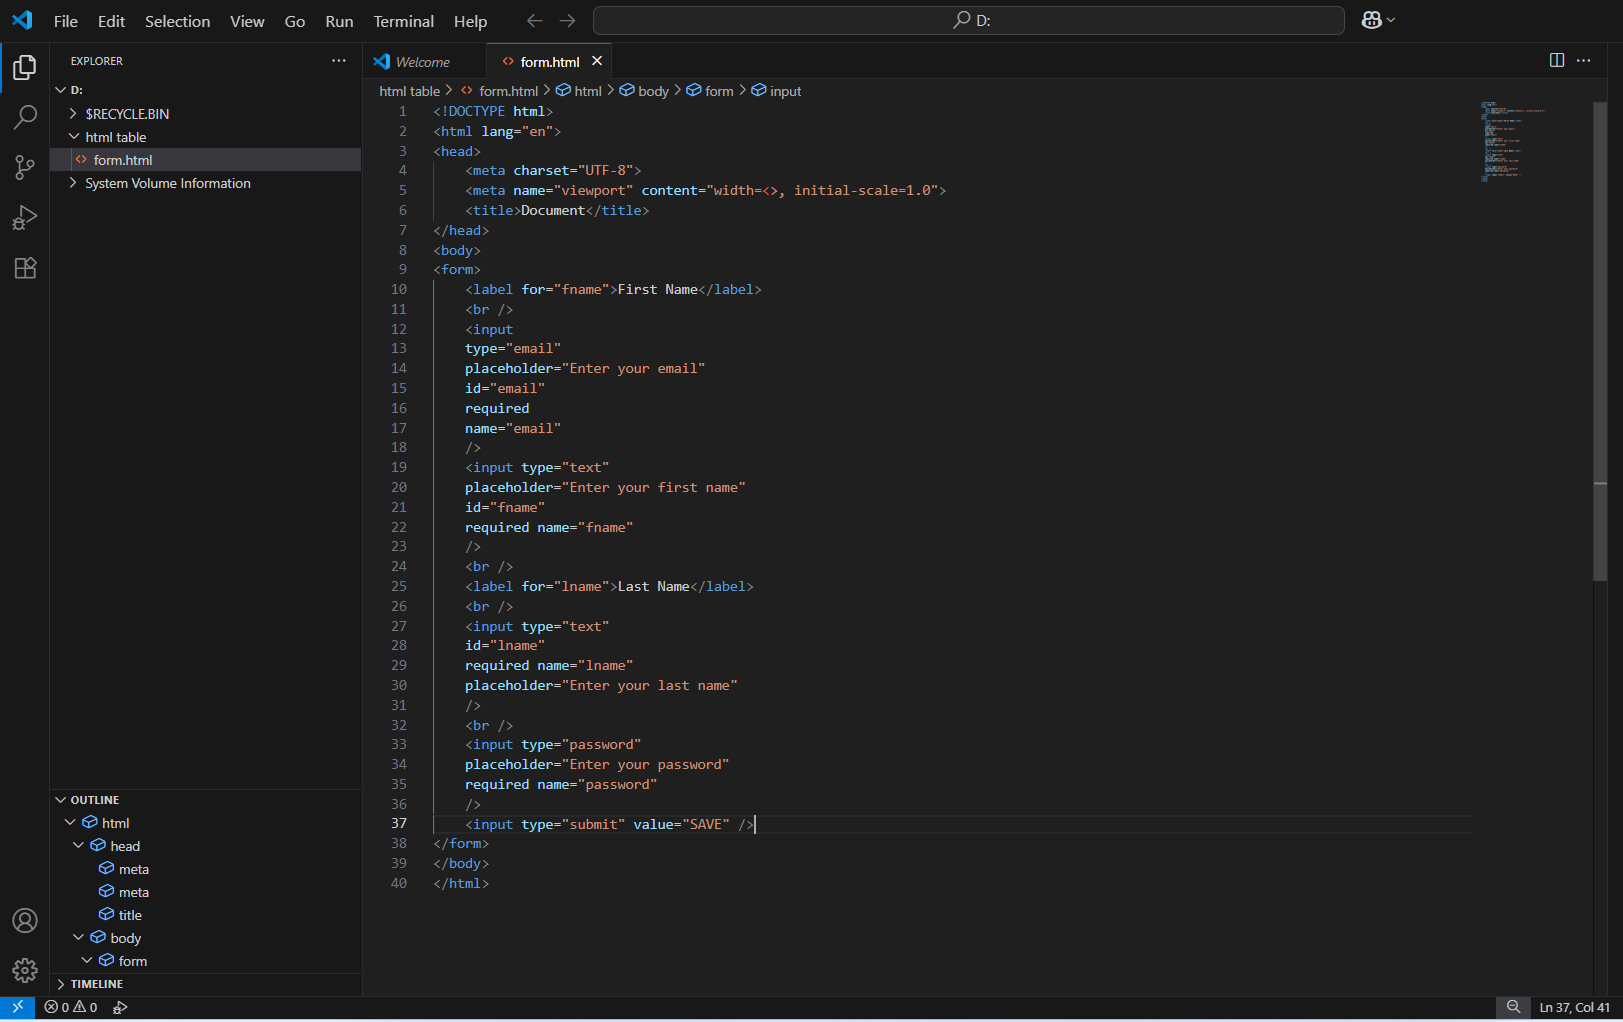 File Edit Selection View Go Run Terminal Help
D:
EXPLORER
D:
$RECYCLE.BIN
html table
form.html
System Volume Information
OUTLINE
html
head
meta
meta
title
body
form
TIMELINE
Welcome
form.html
html table > form.html > html > body > form > input
1 <!DOCTYPE html>
2 <html lang="en">
3 <head>
4 <meta charset="UTF-8">
5 <meta name="viewport" content="width=<>, initial-scale=1.0">
6 <title>Document</title>
7 </head>
8 <body>
9 <form>
10 <label for="fname">First Name</label>
11 <br />
12 <input
13 type="email"
14 placeholder="Enter your email"
15 id="email"
16 required
17 name="email"
18 />
19 <input type="text"
20 placeholder="Enter your first name"
21 id="fname"
22 required name="fname"
23 />
24 <br />
25 <label for="lname">Last Name</label>
26 <br />
27 <input type="text"
28 id="lname"
29 required name="lname"
30 placeholder="Enter your last name"
31 />
32 <br />
33 <input type="password"
34 placeholder="Enter your password"
35 required name="password"
36 />
37 <input type="submit" value="SAVE" />
38 </form>
39 </body>
40 </html>
0 0
Ln 37, Col 41